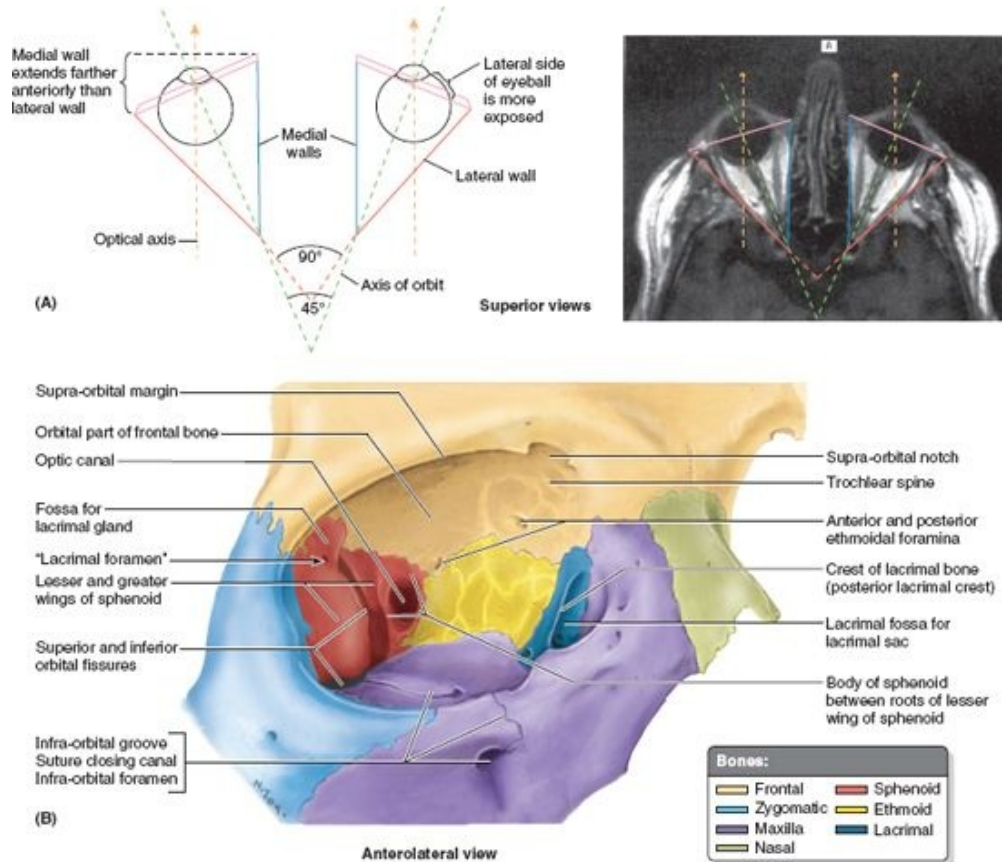 Medial wall
extends farther
anteriorly than
lateral wall
Lateral side
of eyeball
is more
exposed
Medial
walls
Lateral wall
Optical axis
90°
Axis of orbit
45°
(A)
Superior views
A
Supra-orbital margin
Orbital part of frontal bone
Optic canal
Fossa for
lacrimal gland
"Lacrimal foramen"
Lesser and greater
wings of sphenoid
Superior and inferior
orbital fissures
Infra-orbital groove
Suture closing canal
Infra-orbital foramen
(B)
Supra-orbital notch
Trochlear spine
Anterior and posterior
ethmoidal foramina
Crest of lacrimal bone
(posterior lacrimal crest)
Lacrimal fossa for
lacrimal sac
Body of sphenoid
between roots of lesser
wing of sphenoid
Anterolateral view
Bones:
Frontal
Zygomatic
Maxilla
Nasal
Sphenoid
Ethmoid
Lacrimal